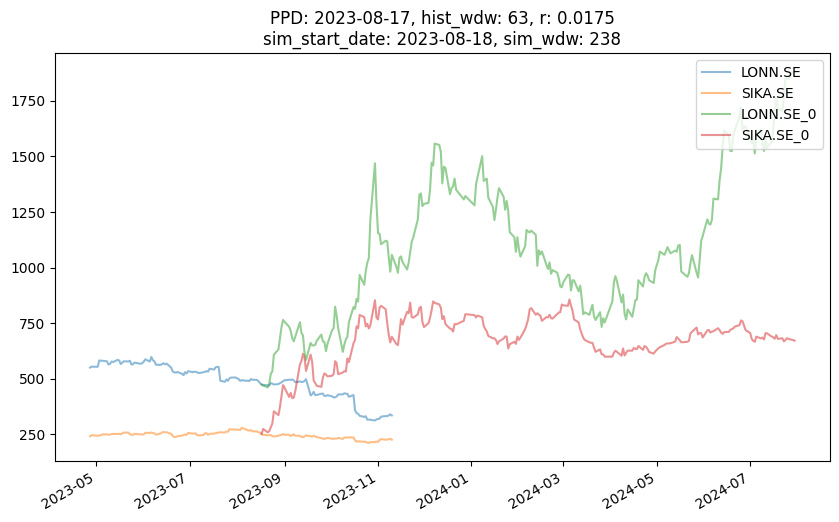 PPD: 2023-08-17, hist_wdw: 63, r: 0.0175
sim_start_date: 2023-08-18, sim_wdw: 238
LONN.SE
SIKA.SE
LONN.SE_0
SIKA.SE_0
1750
1500
1250
1000
750
500
250
2023-05
2023-07
2023-09
2023-11
2024-01
2024-03
2024-05
2024-07